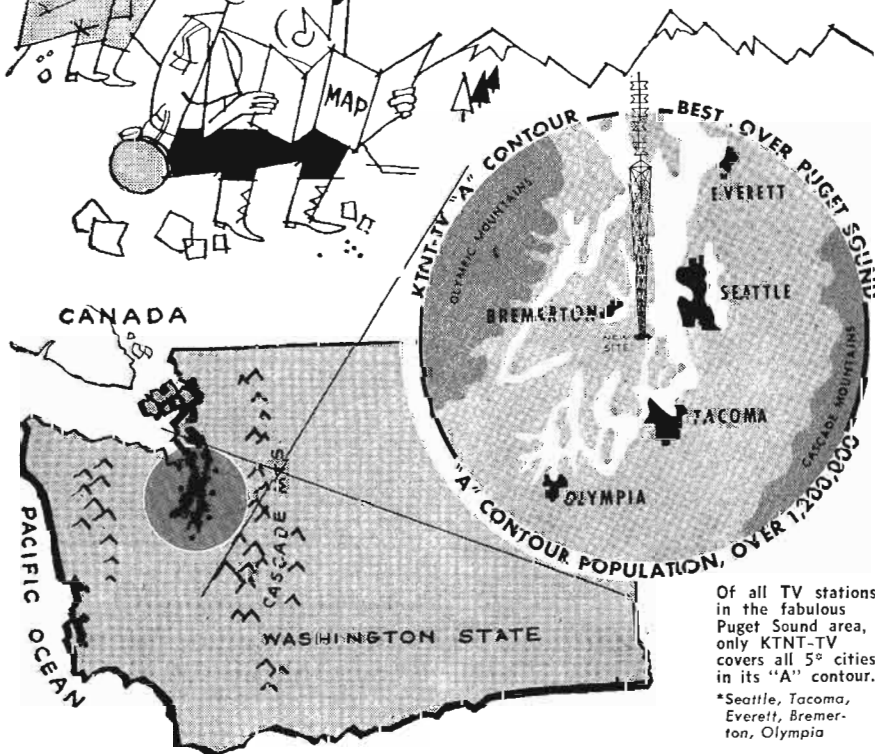 MAP
KTNT-TV "A" CONTOUR
BEST OVER PUGET SOUND
EVERETT
OLYMPIC MOUNTAINS
SEATTLE
BREMERTON
NEW
SITE
TACOMA
CASCADE MOUNTAINS
OLYMPIA
"A" CONTOUR POPULATION, OVER 1,200,000
CANADA
CASCADE MTS
PACIFIC OCEAN
WASHINGTON STATE
Of all TV stations
in the fabulous
Puget Sound area,
only KTNT-TV
covers all 5* cities
in its "A" contour.
*Seattle, Tacoma,
Everett, Bremer-
ton, Olympia